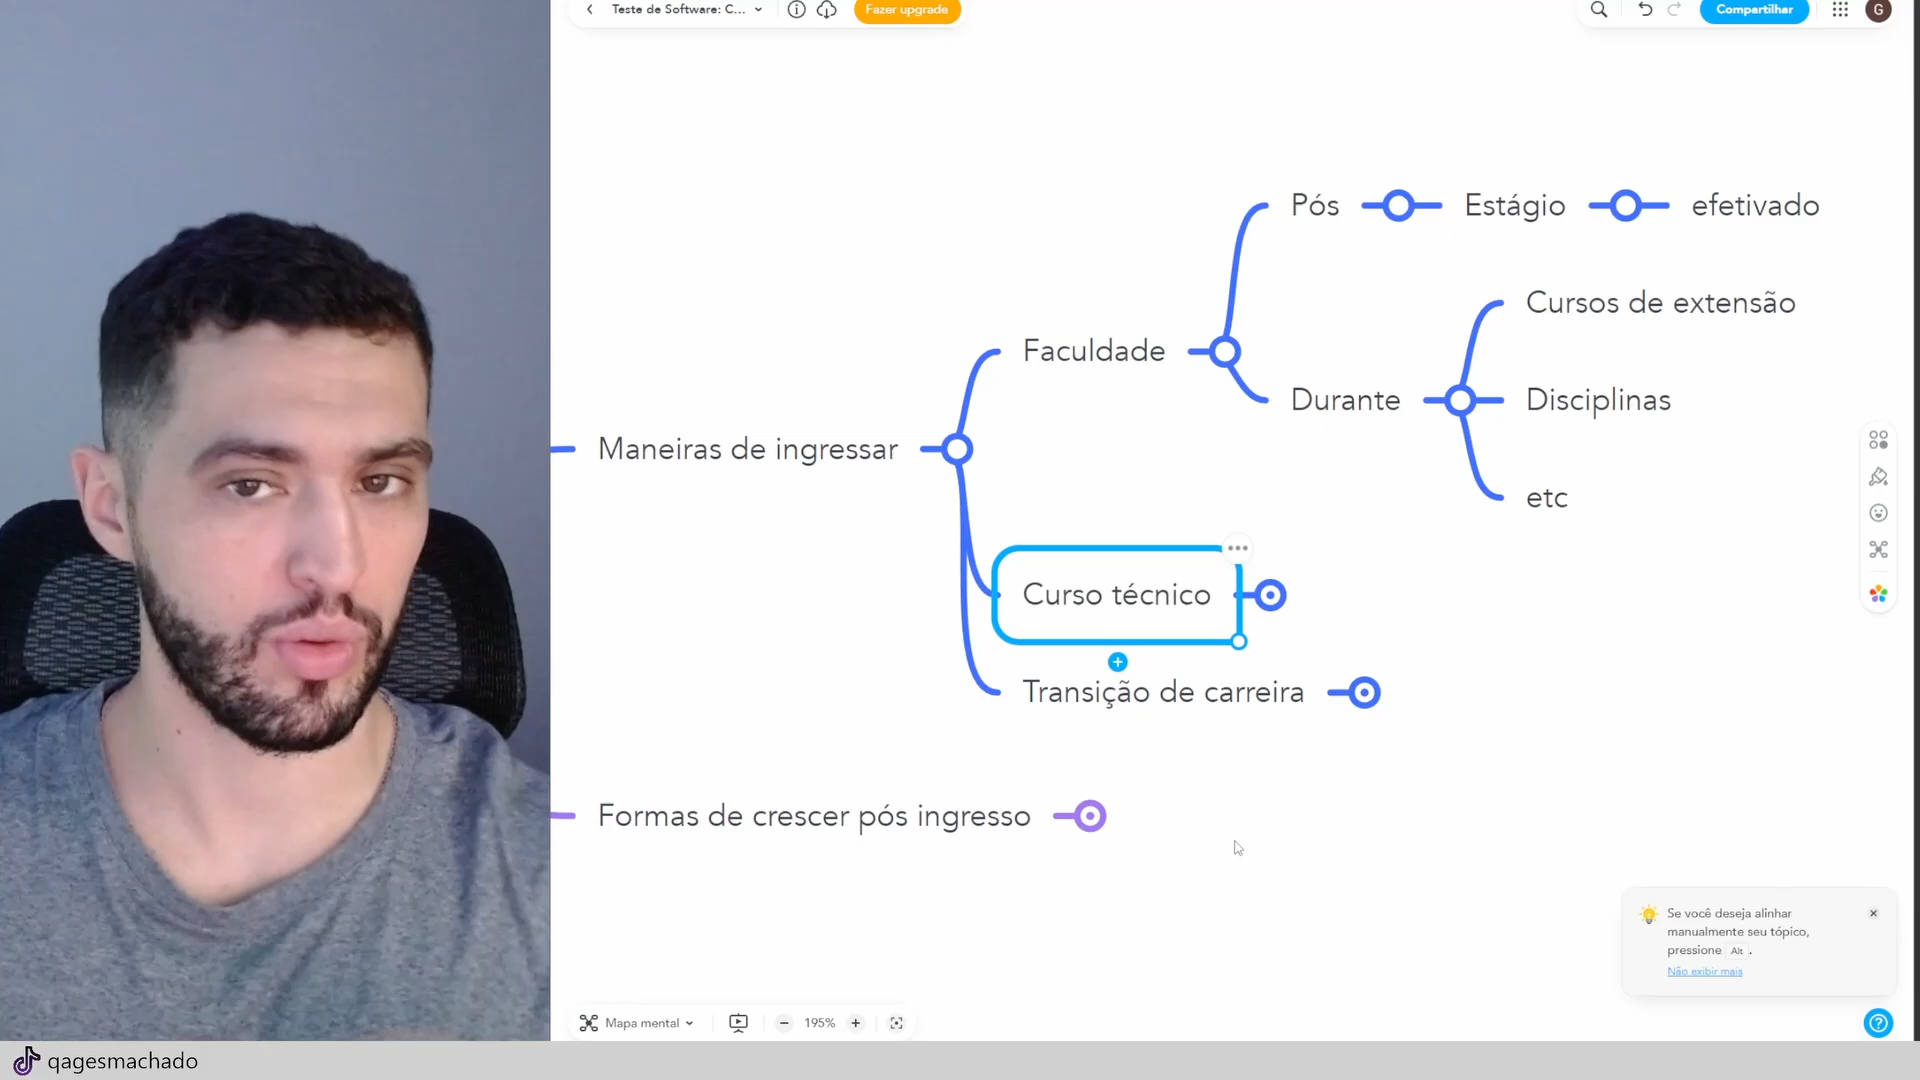 Teste de Software: C...
Fazer upgrade
Compartilhar
G
Pós
Estágio
efetivado
Cursos de extensão
Faculdade
Durante
Disciplinas
Maneiras de ingressar
etc
Curso técnico
Transição de carreira
Formas de crescer pós ingresso
Se você deseja alinhar
manualmente seu tópico,
pressione Alt .
Não exibir mais
Mapa mental
195%
qagesmachado